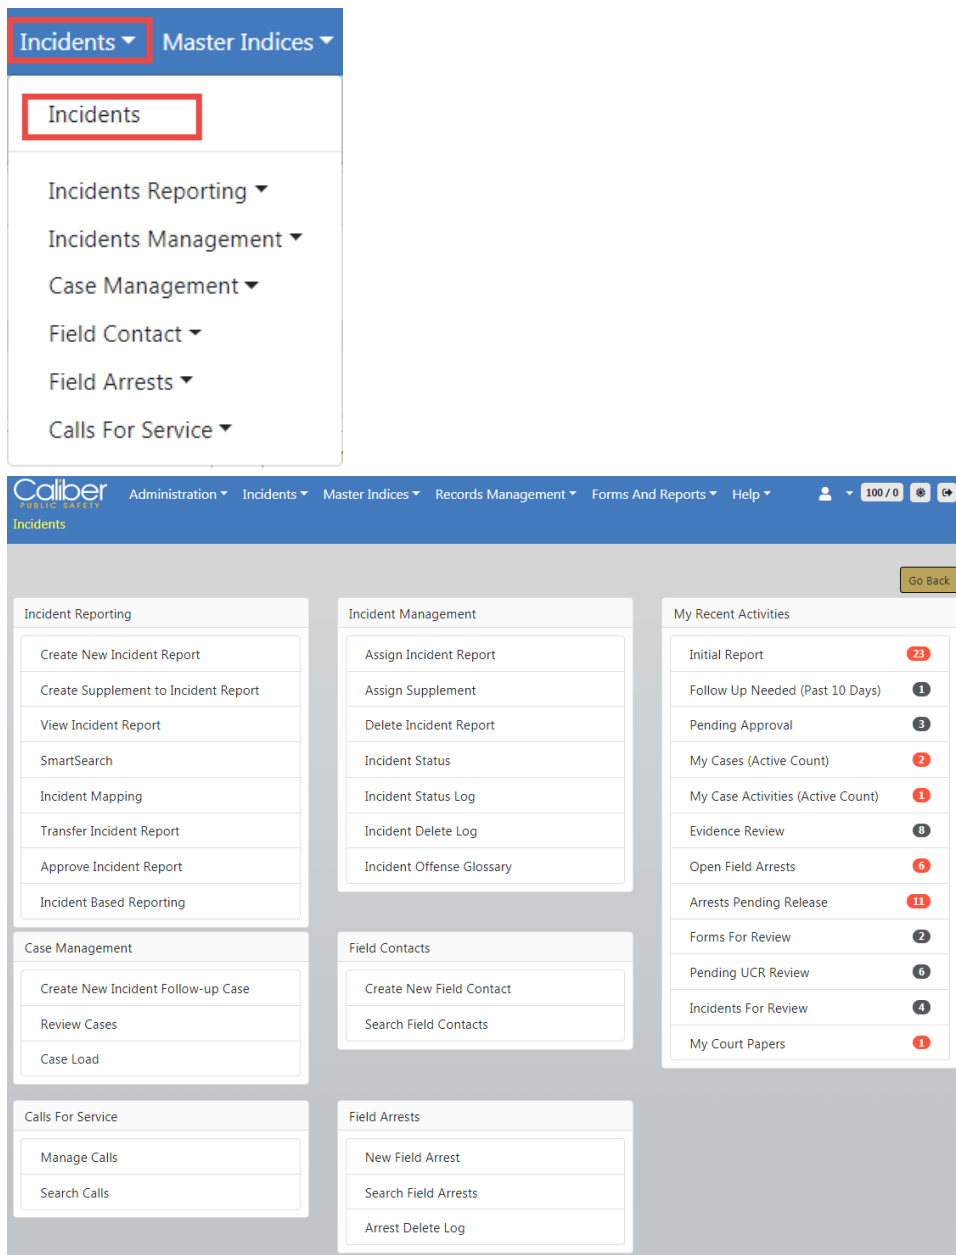 Incidents Master Indices
Incidents
Incidents Reporting
Incidents Management
Case Management
Field Contact
Field Arrests
Calls For Service
Caliber
PUBLIC SAFETY
Administration Incidents Master Indices Records Management Forms And Reports Help 100 / 0
Incidents
Go Back
Incident Reporting
Create New Incident Report
Create Supplement to Incident Report
View Incident Report
SmartSearch
Incident Mapping
Transfer Incident Report
Approve Incident Report
Incident Based Reporting
Incident Management
Assign Incident Report
Assign Supplement
Delete Incident Report
Incident Status
Incident Status Log
Incident Delete Log
Incident Offense Glossary
My Recent Activities
Initial Report 23
Follow Up Needed (Past 10 Days) 1
Pending Approval 3
My Cases (Active Count) 2
My Case Activities (Active Count) 1
Evidence Review 8
Open Field Arrests 6
Arrests Pending Release 11
Forms For Review 2
Pending UCR Review 6
Incidents For Review 4
My Court Papers 1
Case Management
Create New Incident Follow-up Case
Review Cases
Case Load
Field Contacts
Create New Field Contact
Search Field Contacts
Calls For Service
Manage Calls
Search Calls
Field Arrests
New Field Arrest
Search Field Arrests
Arrest Delete Log